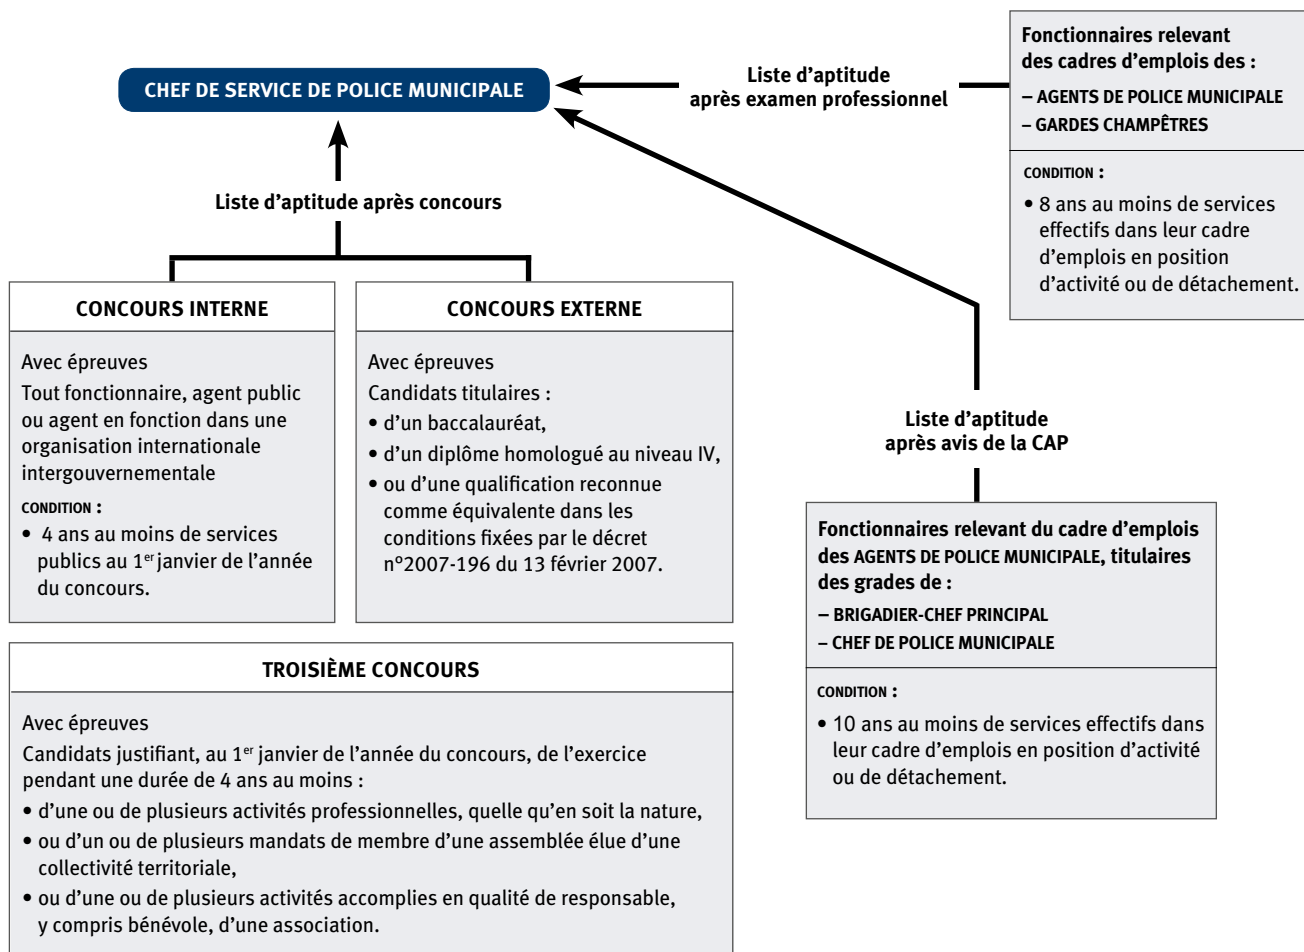 CHEF DE SERVICE DE POLICE MUNICIPALE
Liste d'aptitude
après examen professionnel
Fonctionnaires relevant
des cadres d'emplois des :
– AGENTS DE POLICE MUNICIPALE
– GARDES CHAMPÊTRES
CONDITION :
• 8 ans au moins de services
effectifs dans leur cadre
d'emplois en position
d'activité ou de détachement.
Liste d'aptitude après concours
CONCOURS INTERNE
Avec épreuves
Tout fonctionnaire, agent public
ou agent en fonction dans une
organisation internationale
intergouvernementale
CONDITION :
• 4 ans au moins de services
publics au 1er janvier de l'année
du concours.
CONCOURS EXTERNE
Avec épreuves
Candidats titulaires :
• d'un baccalauréat,
• d'un diplôme homologué au niveau IV,
• ou d'une qualification reconnue
comme équivalente dans les
conditions fixées par le décret
n°2007-196 du 13 février 2007.
Liste d'aptitude
après avis de la CAP
Fonctionnaires relevant du cadre d'emplois
des AGENTS DE POLICE MUNICIPALE, titulaires
des grades de :
– BRIGADIER-CHEF PRINCIPAL
– CHEF DE POLICE MUNICIPALE
CONDITION :
• 10 ans au moins de services effectifs dans
leur cadre d'emplois en position d'activité
ou de détachement.
TROISIÈME CONCOURS
Avec épreuves
Candidats justifiant, au 1er janvier de l'année du concours, de l'exercice
pendant une durée de 4 ans au moins :
• d'une ou de plusieurs activités professionnelles, quelle qu'en soit la nature,
• ou d'un ou de plusieurs mandats de membre d'une assemblée élue d'une
collectivité territoriale,
• ou d'une ou de plusieurs activités accomplies en qualité de responsable,
y compris bénévole, d'une association.